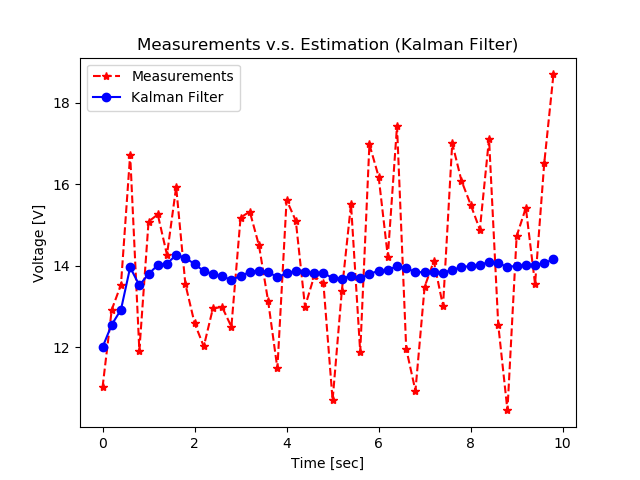 Measurements v.s. Estimation (Kalman Filter)
Measurements
Kalman Filter
18
16
14
12
Voltage [V]
0 2 4 6 8 10
Time [sec]